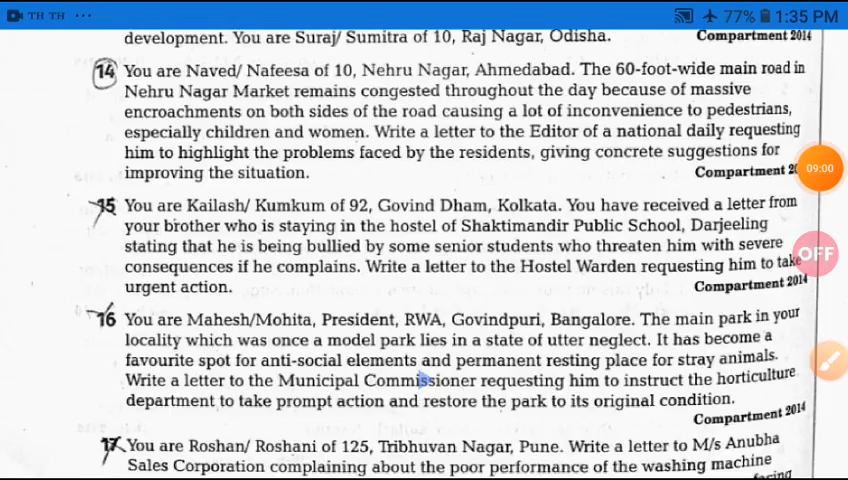 TH TH ... 77% 1:35 PM
development. You are Suraj/ Sumitra of 10, Raj Nagar, Odisha. Compartment 2014
14 You are Naved/ Nafeesa of 10, Nehru Nagar, Ahmedabad. The 60-foot-wide main road in
Nehru Nagar Market remains congested throughout the day because of massive
encroachments on both sides of the road causing a lot of inconvenience to pedestrians,
especially children and women. Write a letter to the Editor of a national daily requesting
him to highlight the problems faced by the residents, giving concrete suggestions for
improving the situation. Compartment
09:00
15 You are Kailash/ Kumkum of 92, Govind Dham, Kolkata. You have received a letter from
your brother who is staying in the hostel of Shaktimandir Public School, Darjeeling
stating that he is being bullied by some senior students who threaten him with severe
OFF
consequences if he complains. Write a letter to the Hostel Warden requesting him to take
urgent action. Compartment 2014
16 You are Mahesh/Mohita, President, RWA, Govindpuri, Bangalore. The main park in your
locality which was once a model park lies in a state of utter neglect. It has become a
favourite spot for anti-social elements and permanent resting place for stray animals.
Write a letter to the Municipal Commissioner requesting him to instruct the horticulture
department to take prompt action and restore the park to its original condition.
Compartment 2014
17 You are Roshan/ Roshani of 125, Tribhuvan Nagar, Pune. Write a letter to M/s Anubha
Sales Corporation complaining about the poor performance of the washing machine